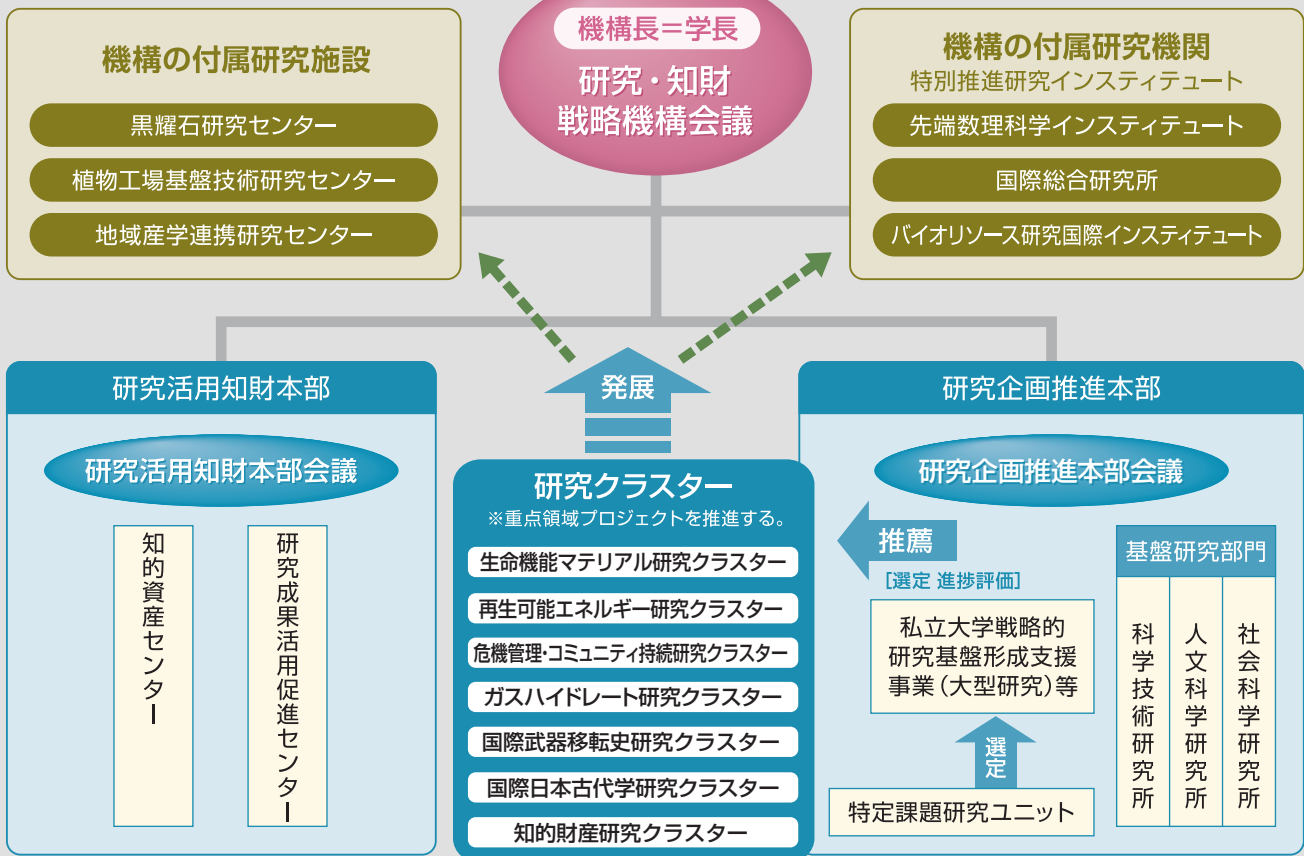 機構長＝学長
研究・知財
戦略機構会議
機構の付属研究施設
黒耀石研究センター
植物工場基盤技術研究センター
地域産学連携研究センター
機構の付属研究機関
特別推進研究インスティテュート
先端数理科学インスティテュート
国際総合研究所
バイオリソース研究国際インスティテュート
研究活用知財本部
研究活用知財本部会議
知的資産センター
研究成果活用促進センター
発展
研究クラスター
※重点領域プロジェクトを推進する。
生命機能マテリアル研究クラスター
再生可能エネルギー研究クラスター
危機管理・コミュニティ持続研究クラスター
ガスハイドレート研究クラスター
国際武器移転史研究クラスター
国際日本古代学研究クラスター
知的財産研究クラスター
研究企画推進本部
研究企画推進本部会議
推薦
［選定 進捗評価］
私立大学戦略的
研究基盤形成支援
事業（大型研究）等
選定
特定課題研究ユニット
基盤研究部門
社会科学研究所
人文科学研究所
科学技術研究所